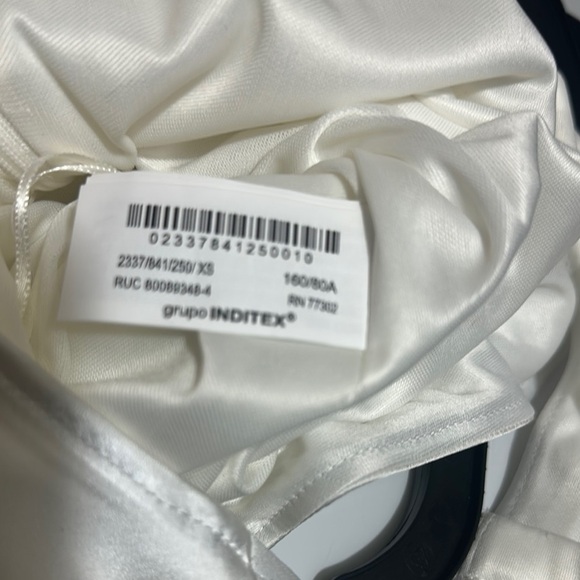 02337841250010
2337/841/250/ XS 160/80A
RUC 80089348-4 RN 77302
grupo INDITEX®